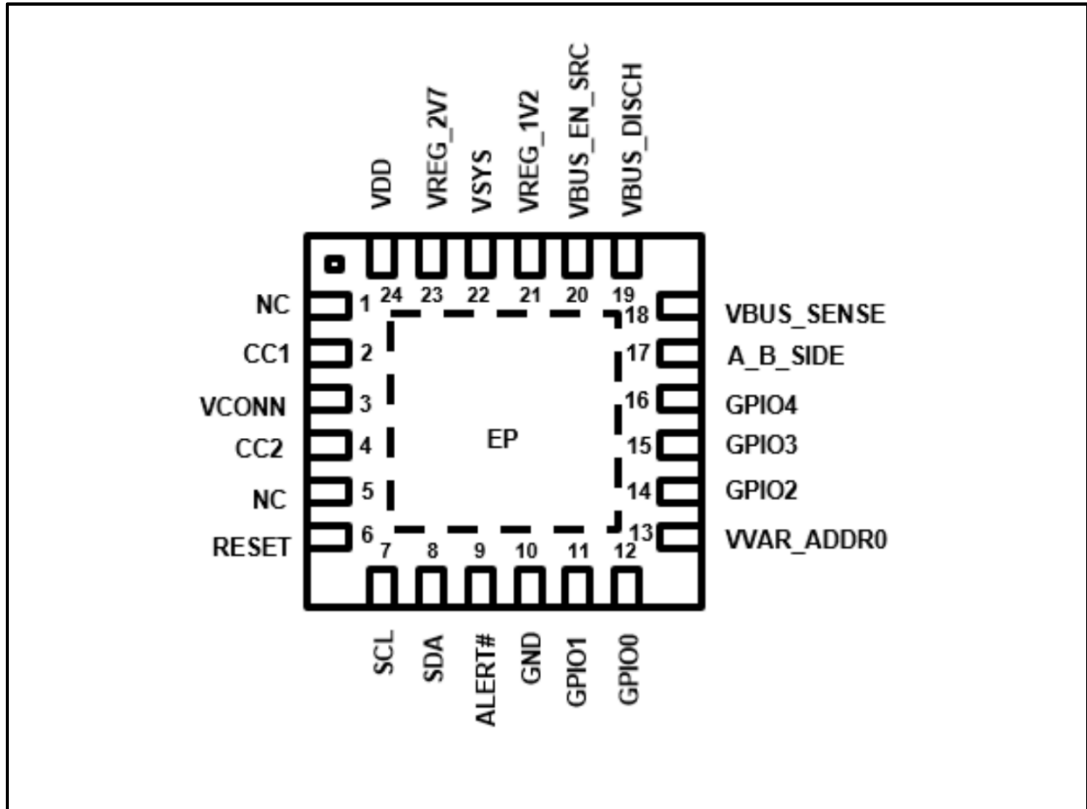 VDD
VREG_2V7
VSYS
VREG_1V2
VBUS_EN_SRC
VBUS_DISCH
24 23 22 21 20 19
NC 1
CC1 2
VCONN 3
CC2 4
NC 5
RESET 6
EP
18 VBUS_SENSE
17 A_B_SIDE
16 GPIO4
15 GPIO3
14 GPIO2
13 VVAR_ADDR0
7 8 9 10 11 12
SCL
SDA
ALERT#
GND
GPIO1
GPIO0